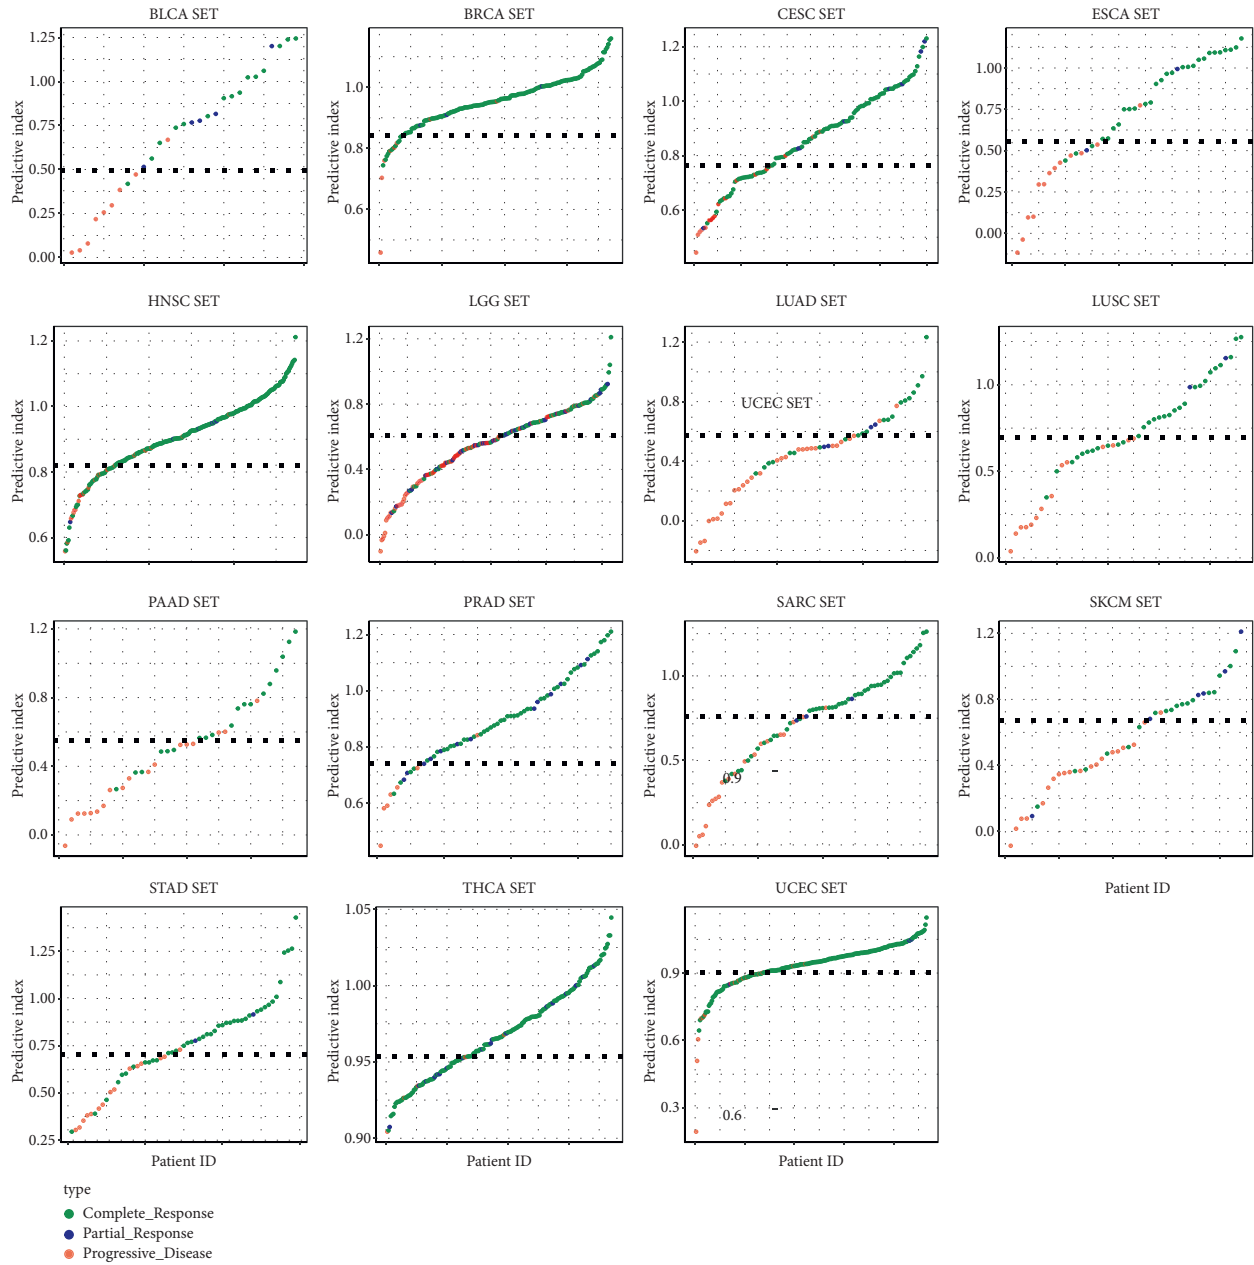 BLCA SET
BRCA SET
CESC SET
ESCA SET
Predictive index
1.25
1.00
0.75
0.50
0.25
0.00
Predictive index
1.0
0.8
0.6
Predictive index
1.2
1.0
0.8
0.6
Predictive index
1.00
0.75
0.50
0.25
0.00
HNSC SET
LGG SET
LUAD SET
LUSC SET
Predictive index
1.2
1.0
0.8
0.6
Predictive index
1.2
0.8
0.4
0.0
Predictive index
1.2
0.8
0.4
0.0
UCEC SET
Predictive index
1.0
0.5
0.0
PAAD SET
PRAD SET
SARC SET
SKCM SET
Predictive index
1.2
0.8
0.4
0.0
Predictive index
1.2
1.0
0.8
0.6
Predictive index
1.0
0.5
0.0
0.9
Predictive index
1.2
0.8
0.4
0.0
STAD SET
THCA SET
UCEC SET
Patient ID
Predictive index
1.25
1.00
0.75
0.50
0.25
Predictive index
1.05
1.00
0.95
0.90
Predictive index
0.9
0.6
0.3
0.6
Patient ID
Patient ID
Patient ID
type
Complete_Response
Partial_Response
Progressive_Disease